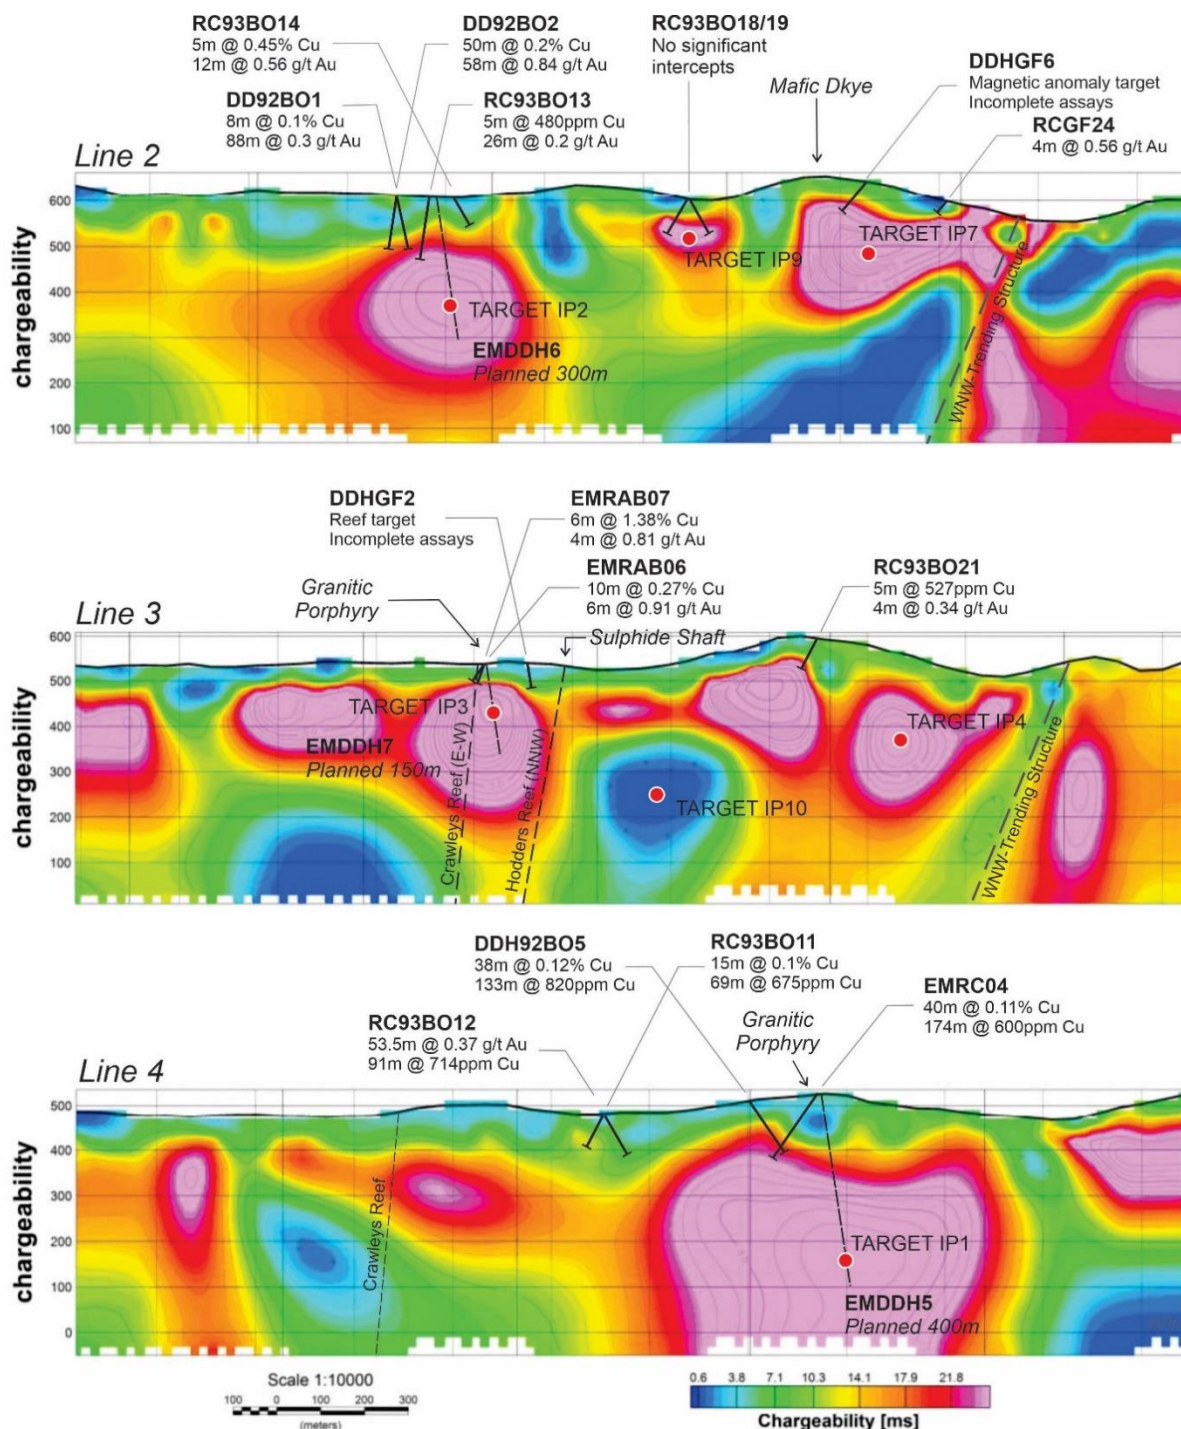 RC93BO14
5m @ 0.45% Cu
12m @ 0.56 g/t Au
DD92BO2
50m @ 0.2% Cu
58m @ 0.84 g/t Au
RC93BO18/19
No significant
intercepts
DDHGF6
Magnetic anomaly target
Incomplete assays
Mafic Dkye
DD92BO1
8m @ 0.1% Cu
88m @ 0.3 g/t Au
RC93BO13
5m @ 480ppm Cu
26m @ 0.2 g/t Au
RCGF24
4m @ 0.56 g/t Au
Line 2
chargeability
600
500
400
300
200
100
TARGET IP9
TARGET IP7
TARGET IP2
EMDDH6
Planned 300m
WNW-Trending Structure
DDHGF2
Reef target
Incomplete assays
EMRAB07
6m @ 1.38% Cu
4m @ 0.81 g/t Au
EMRAB06
10m @ 0.27% Cu
6m @ 0.91 g/t Au
RC93BO21
5m @ 527ppm Cu
4m @ 0.34 g/t Au
Granitic
Porphyry
Sulphide Shaft
Line 3
chargeability
600
500
400
300
200
100
TARGET IP3
TARGET IP4
EMDDH7
Planned 150m
TARGET IP10
Crawleys Reef (E-W)
Hodders Reef (NNW)
WNW-Trending Structure
DDH92BO5
38m @ 0.12% Cu
133m @ 820ppm Cu
RC93BO11
15m @ 0.1% Cu
69m @ 675ppm Cu
EMRC04
40m @ 0.11% Cu
174m @ 600ppm Cu
RC93BO12
53.5m @ 0.37 g/t Au
91m @ 714ppm Cu
Granitic
Porphyry
Line 4
chargeability
500
400
300
200
100
0
Crawleys Reef
TARGET IP1
EMDDH5
Planned 400m
Scale 1:10000
100 0 100 200 300
(meters)
0.6 3.8 7.1 10.3 14.1 17.9 21.8
Chargeability [ms]